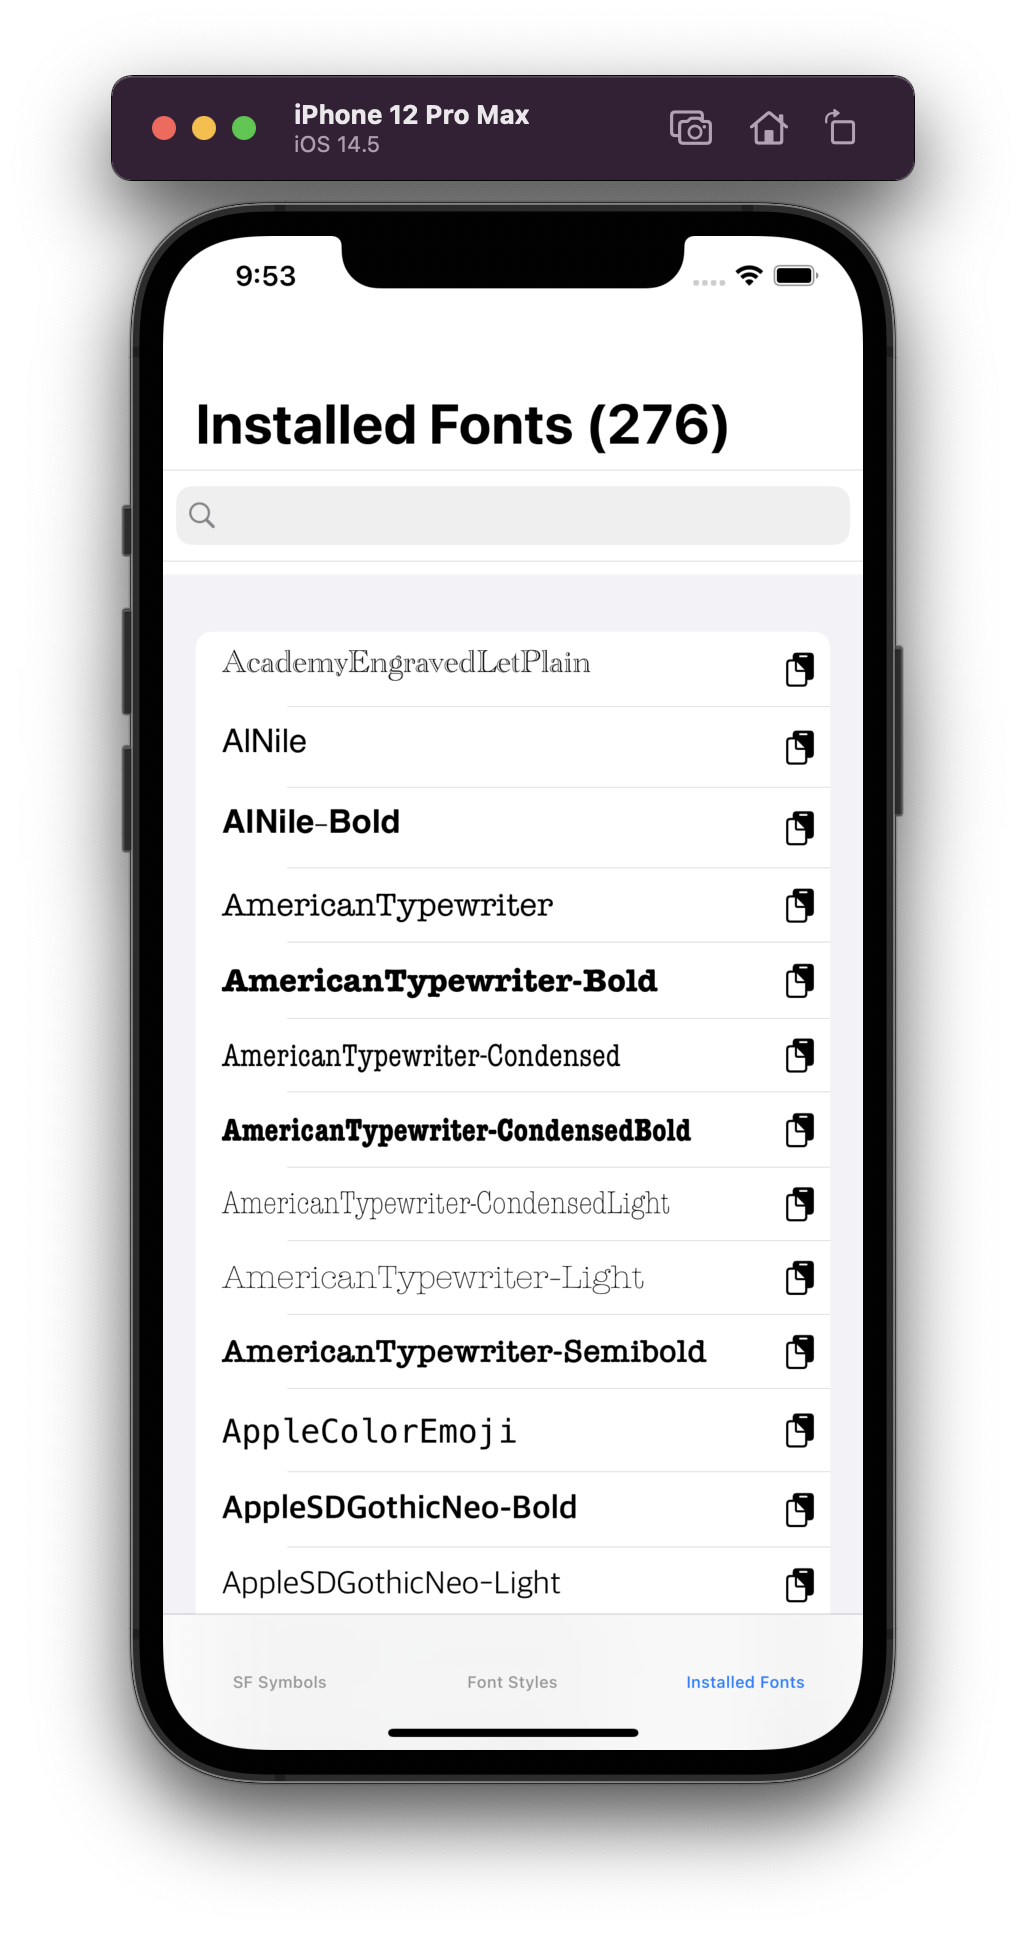 iPhone 12 Pro Max
iOS 14.5
9:53
Installed Fonts (276)
AcademyEngravedLetPlain
AlNile
AlNile-Bold
AmericanTypewriter
AmericanTypewriter-Bold
AmericanTypewriter-Condensed
AmericanTypewriter-CondensedBold
AmericanTypewriter-CondensedLight
AmericanTypewriter-Light
AmericanTypewriter-Semibold
AppleColorEmoji
AppleSDGothicNeo-Bold
AppleSDGothicNeo-Light
SF Symbols
Font Styles
Installed Fonts